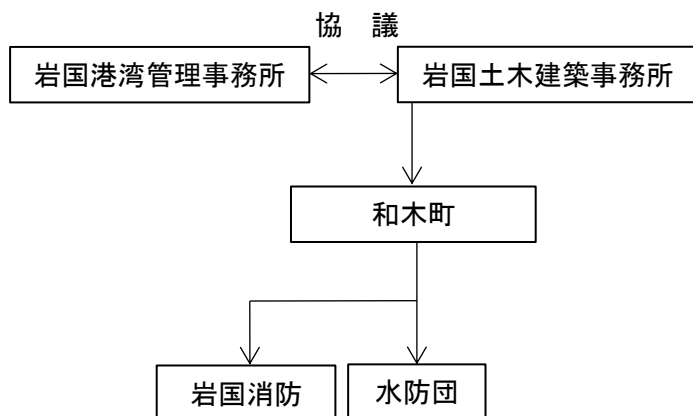 協 議
岩国港湾管理事務所
岩国土木建築事務所
和木町
岩国消防
水防団